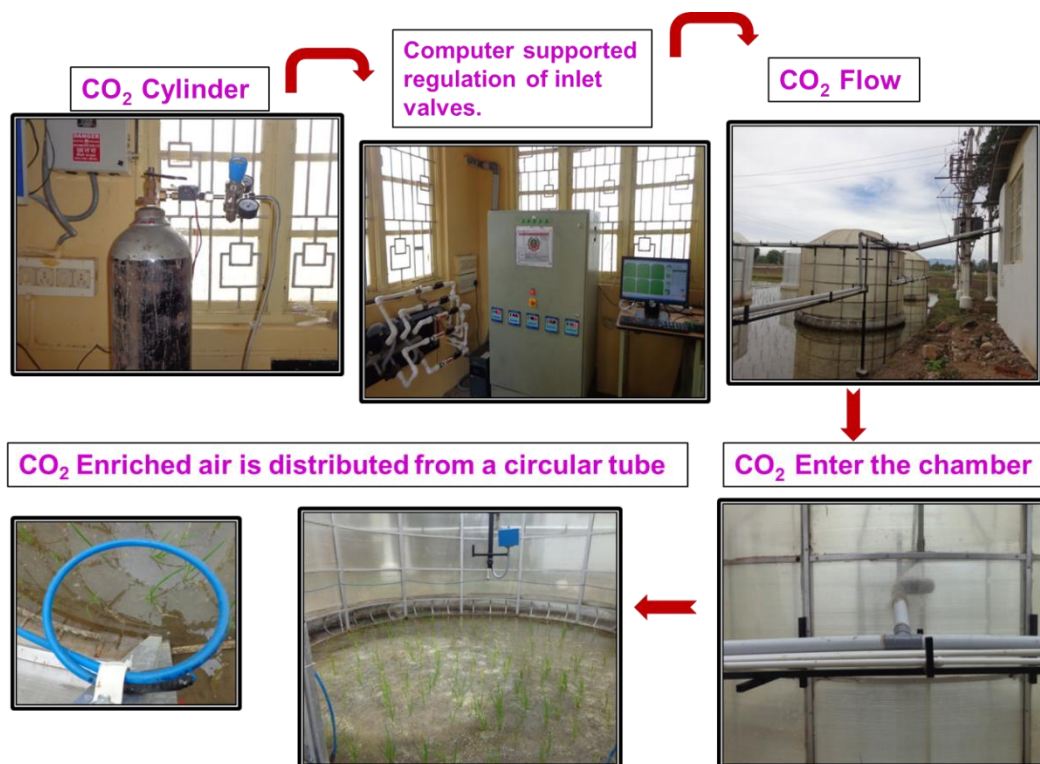 CO₂ Cylinder
Computer supported
regulation of inlet
valves.
CO₂ Flow
DANGER
CO₂ Enriched air is distributed from a circular tube
CO₂ Enter the chamber